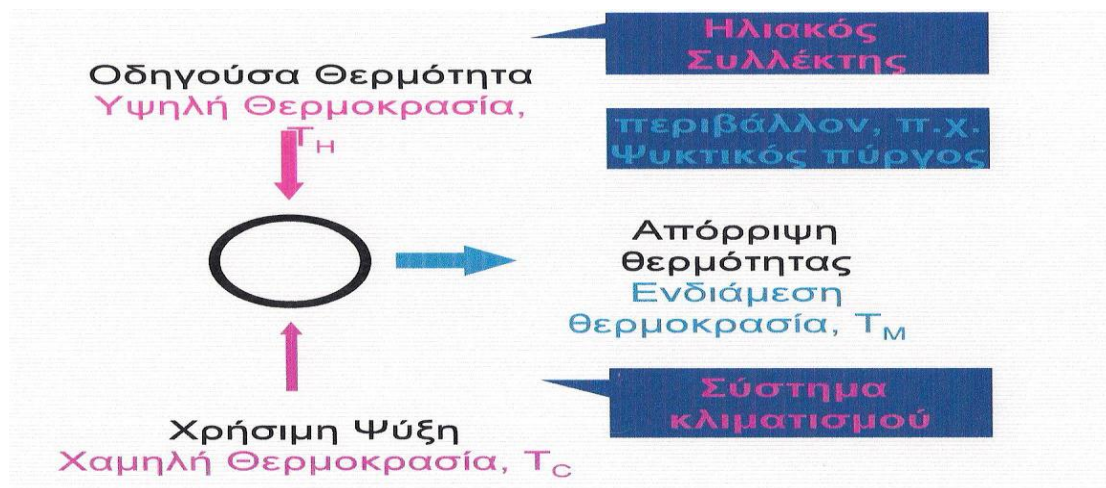 Ηλιακός
Συλλέκτης
Οδηγούσα Θερμότητα
Υψηλή Θερμοκρασία,
T_H
περιβάλλον, π.χ.
Ψυκτικός πύργος
Απόρριψη
θερμότητας
Ενδιάμεση
θερμοκρασία, T_M
Σύστημα
κλιματισμού
Χρήσιμη Ψύξη
Χαμηλή Θερμοκρασία, T_C